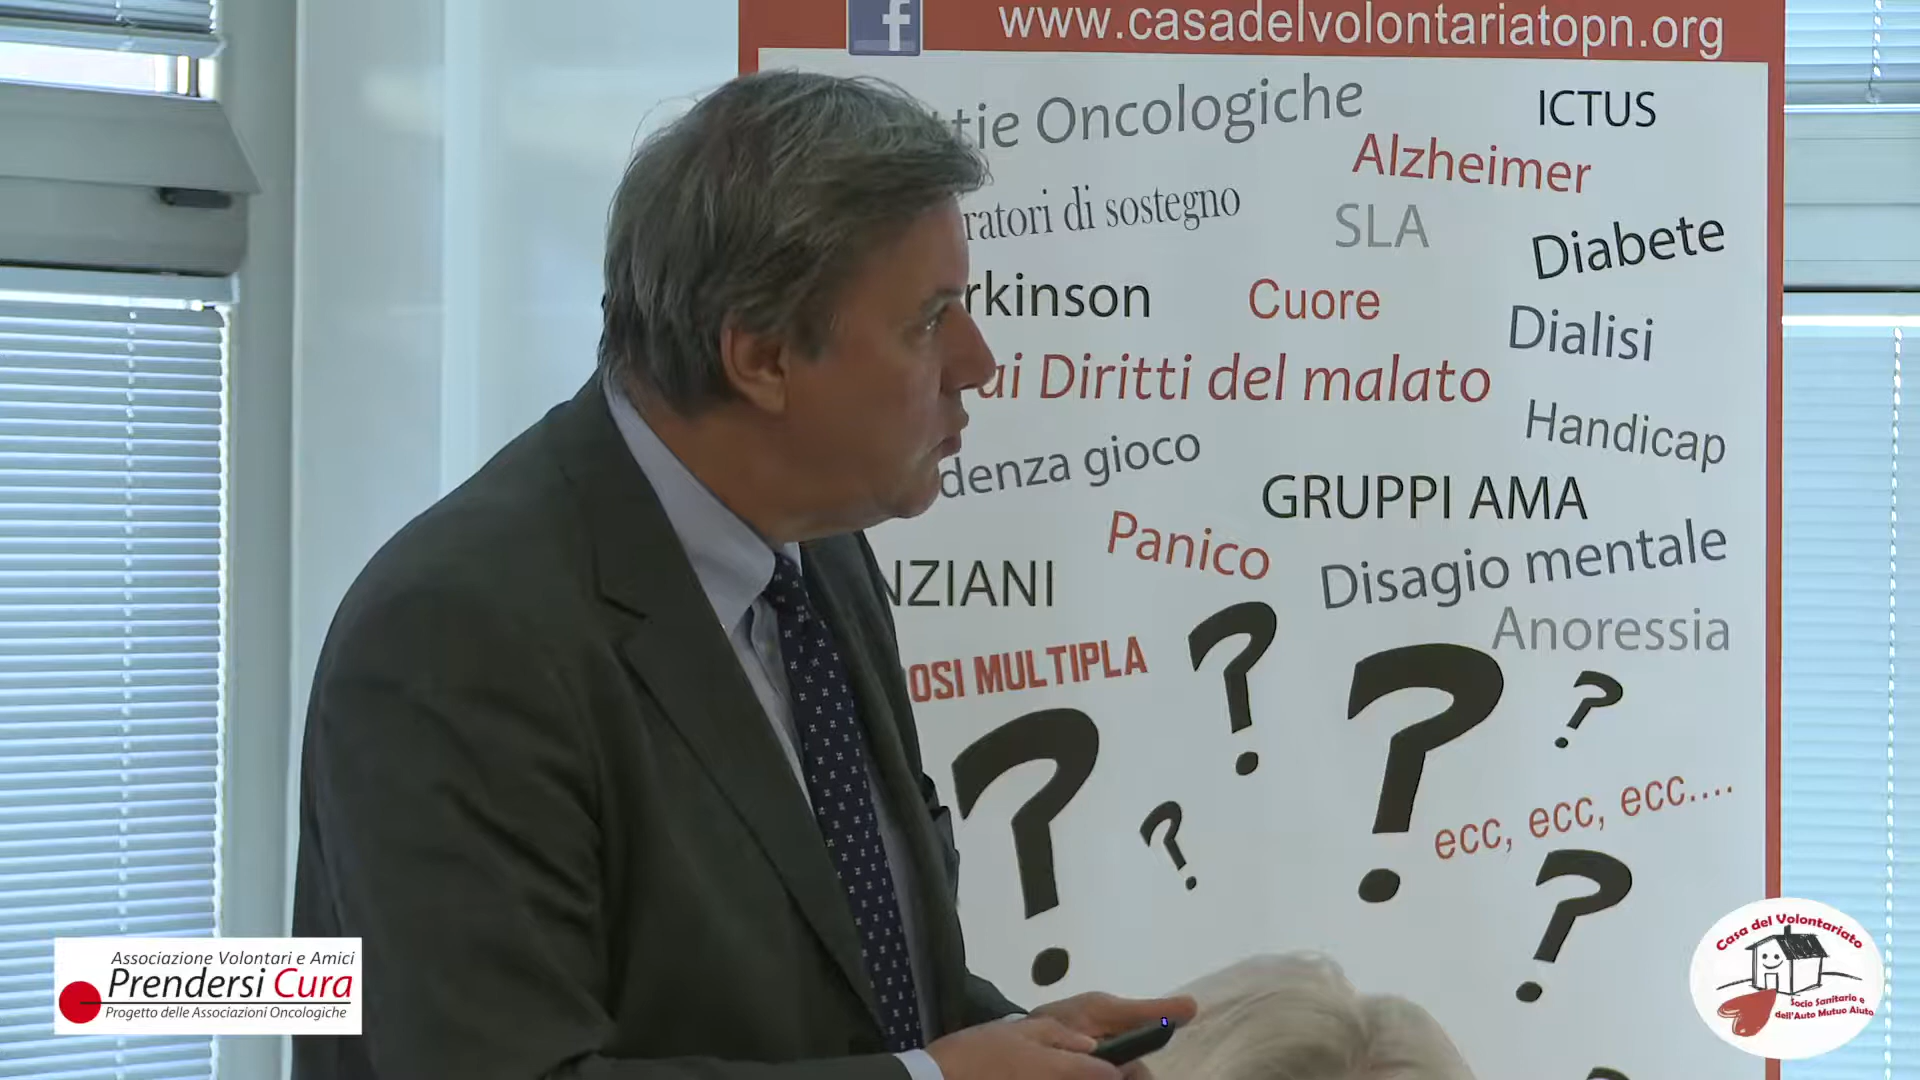 f www.casadelvolontariatopn.org
ttie Oncologiche
ICTUS
Alzheimer
ratori di sostegno
SLA
Diabete
rkinson
Cuore
Dialisi
ai Diritti del malato
Handicap
denza gioco
GRUPPI AMA
Panico
Disagio mentale
NZIANI
Anoressia
OSI MULTIPLA
? ? ?
? ?
ecc, ecc, ecc....
?
Associazione Volontari e Amici
Prendersi Cura
Progetto delle Associazioni Oncologiche
Casa del Volontariato
Socio Sanitario e
dell'Auto Mutuo Aiuto